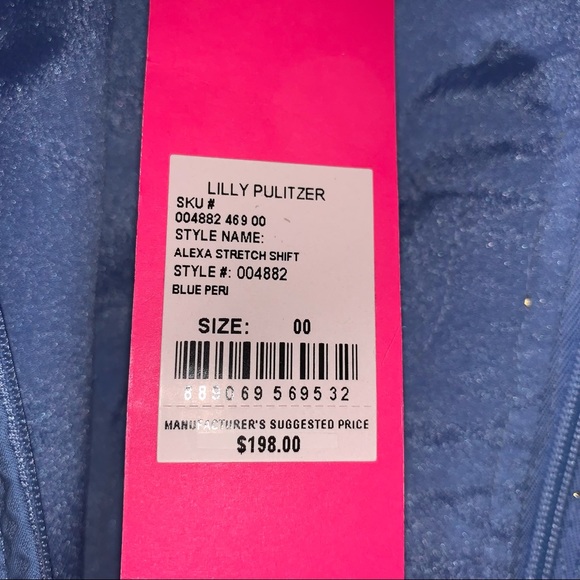 LILLY PULITZER
SKU #
004882 469 00
STYLE NAME:
ALEXA STRETCH SHIFT
STYLE #: 004882
BLUE PERI
SIZE: 00
889069 569532
MANUFACTURER'S SUGGESTED PRICE
$198.00